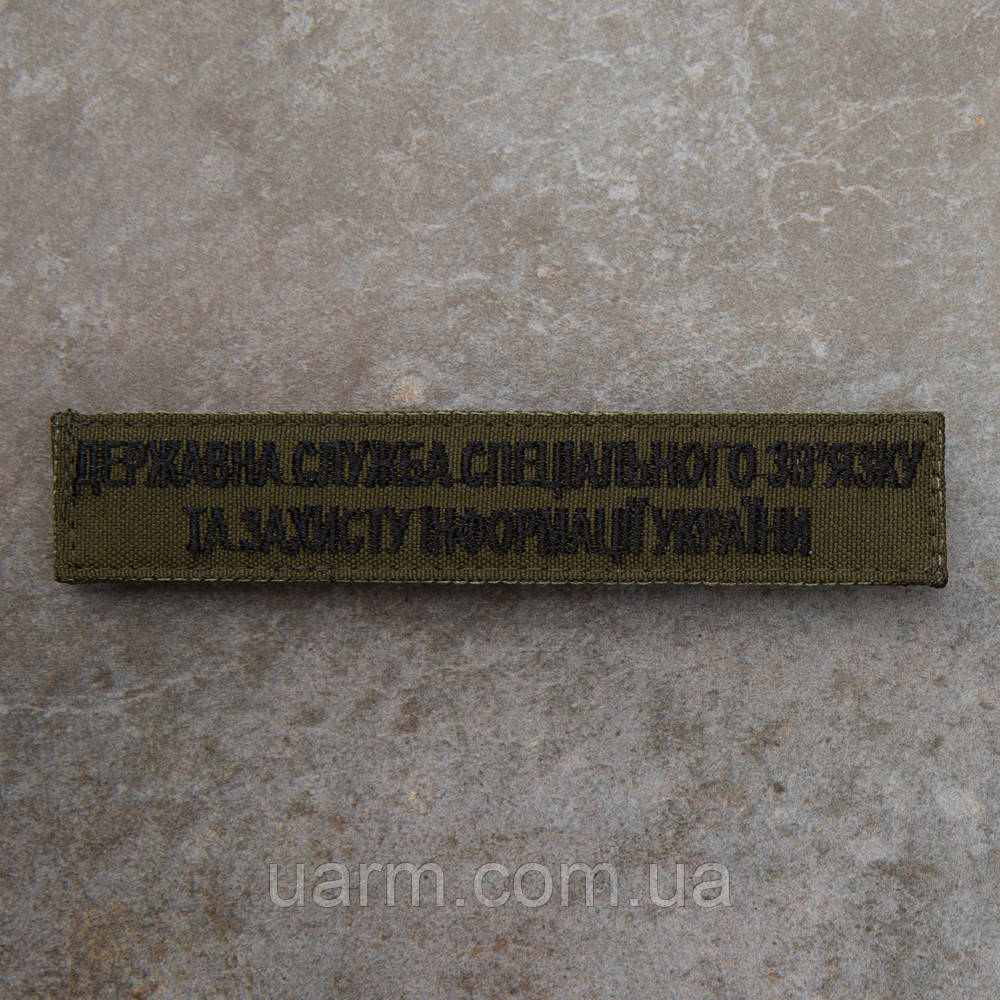 ДЕРЖАВНА СЛУЖБА СПЕЦІАЛЬНОГО ЗВ'ЯЗКУ
ТА ЗАХИСТУ ІНФОРМАЦІЇ УКРАЇНИ
uarm.com.ua